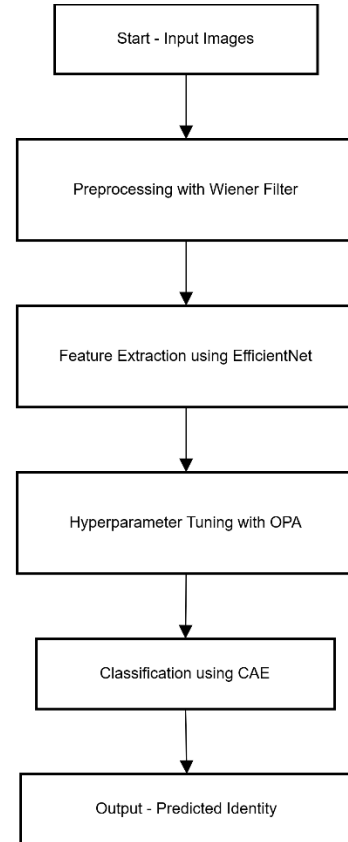 Start - Input Images
Preprocessing with Wiener Filter
Feature Extraction using EfficientNet
Hyperparameter Tuning with OPA
Classification using CAE
Output - Predicted Identity